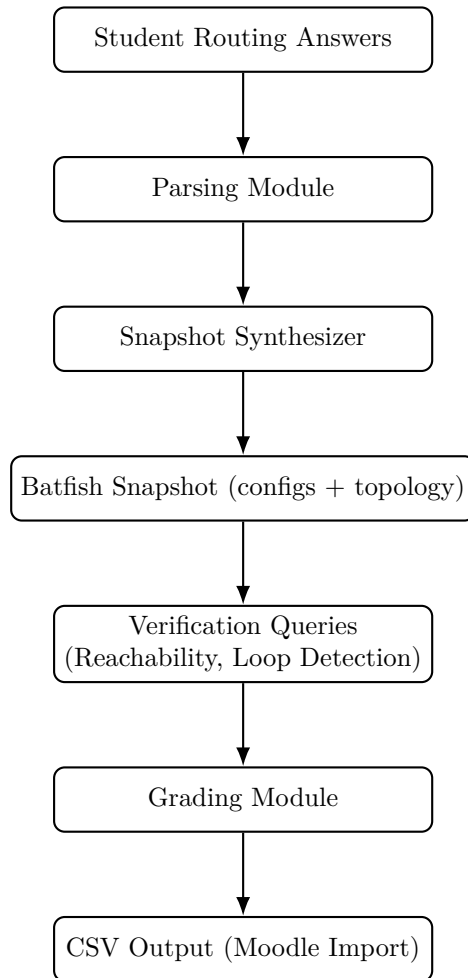 Student Routing Answers
Parsing Module
Snapshot Synthesizer
Batfish Snapshot (configs + topology)
Verification Queries
(Reachability, Loop Detection)
Grading Module
CSV Output (Moodle Import)